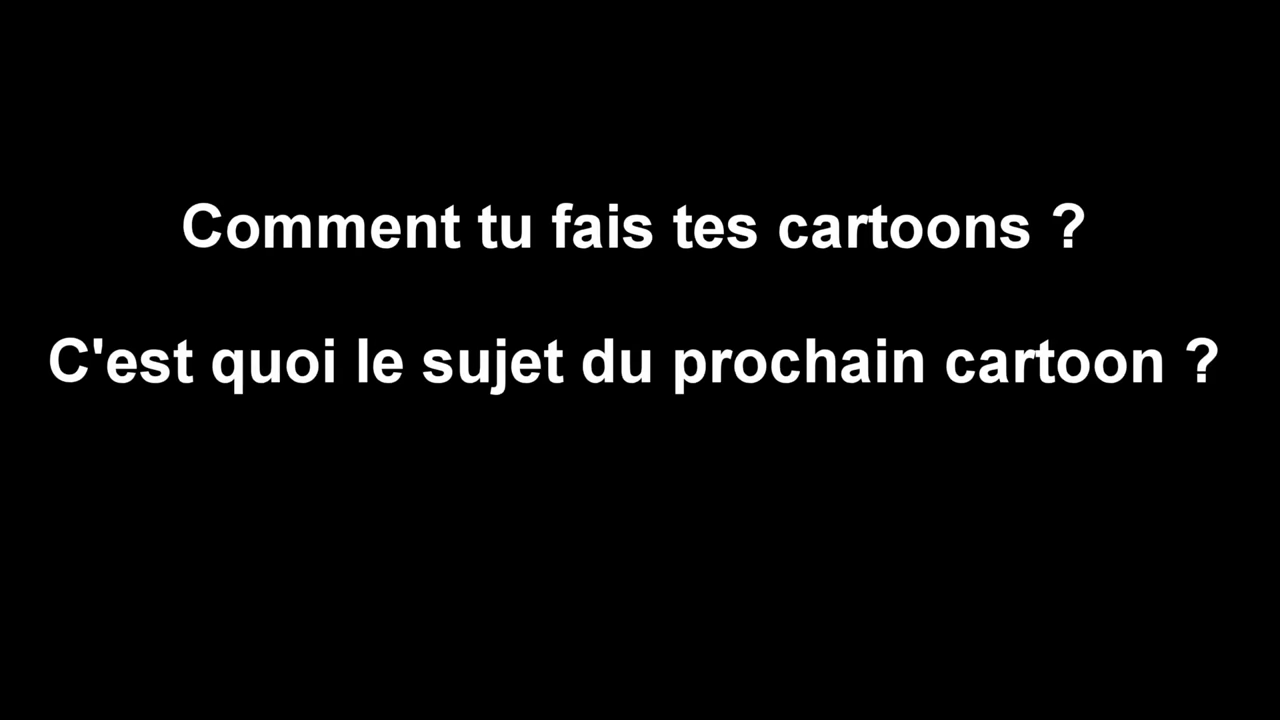 Comment tu fais tes cartoons ?
C'est quoi le sujet du prochain cartoon ?